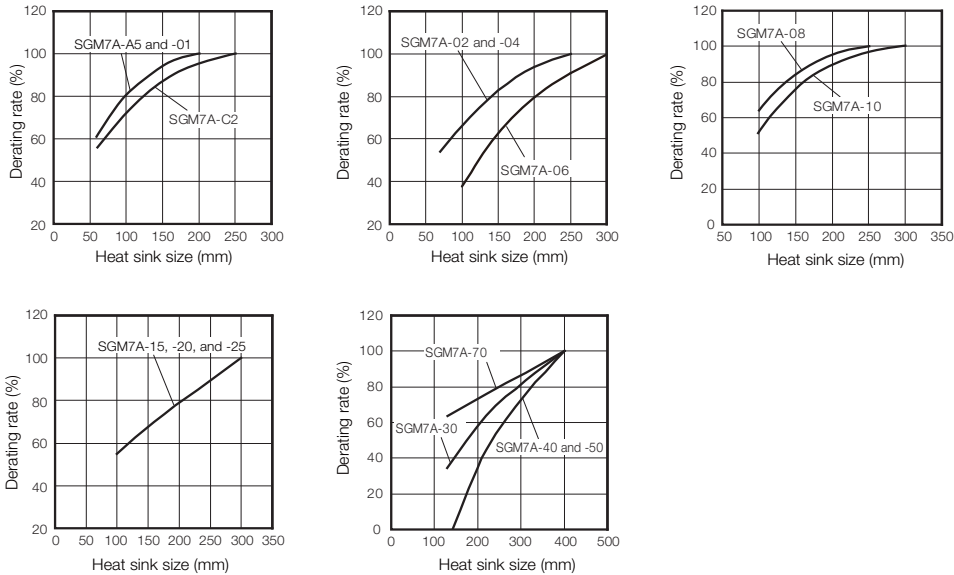 120
100
80
60
40
20
0 50 100 150 200 250 300
Derating rate (%)
SGM7A-A5 and -01
SGM7A-C2
Heat sink size (mm)
120
100
80
60
40
20
0 50 100 150 200 250 300
Derating rate (%)
SGM7A-02 and -04
SGM7A-06
Heat sink size (mm)
120
100
80
60
40
20
0
50 100 150 200 250 300 350
Derating rate (%)
SGM7A-08
SGM7A-10
Heat sink size (mm)
120
100
80
60
40
20
0 50 100 150 200 250 300 350
Derating rate (%)
SGM7A-15, -20, and -25
Heat sink size (mm)
120
100
80
60
40
20
0
0 100 200 300 400 500
Derating rate (%)
SGM7A-70
SGM7A-30
SGM7A-40 and -50
Heat sink size (mm)